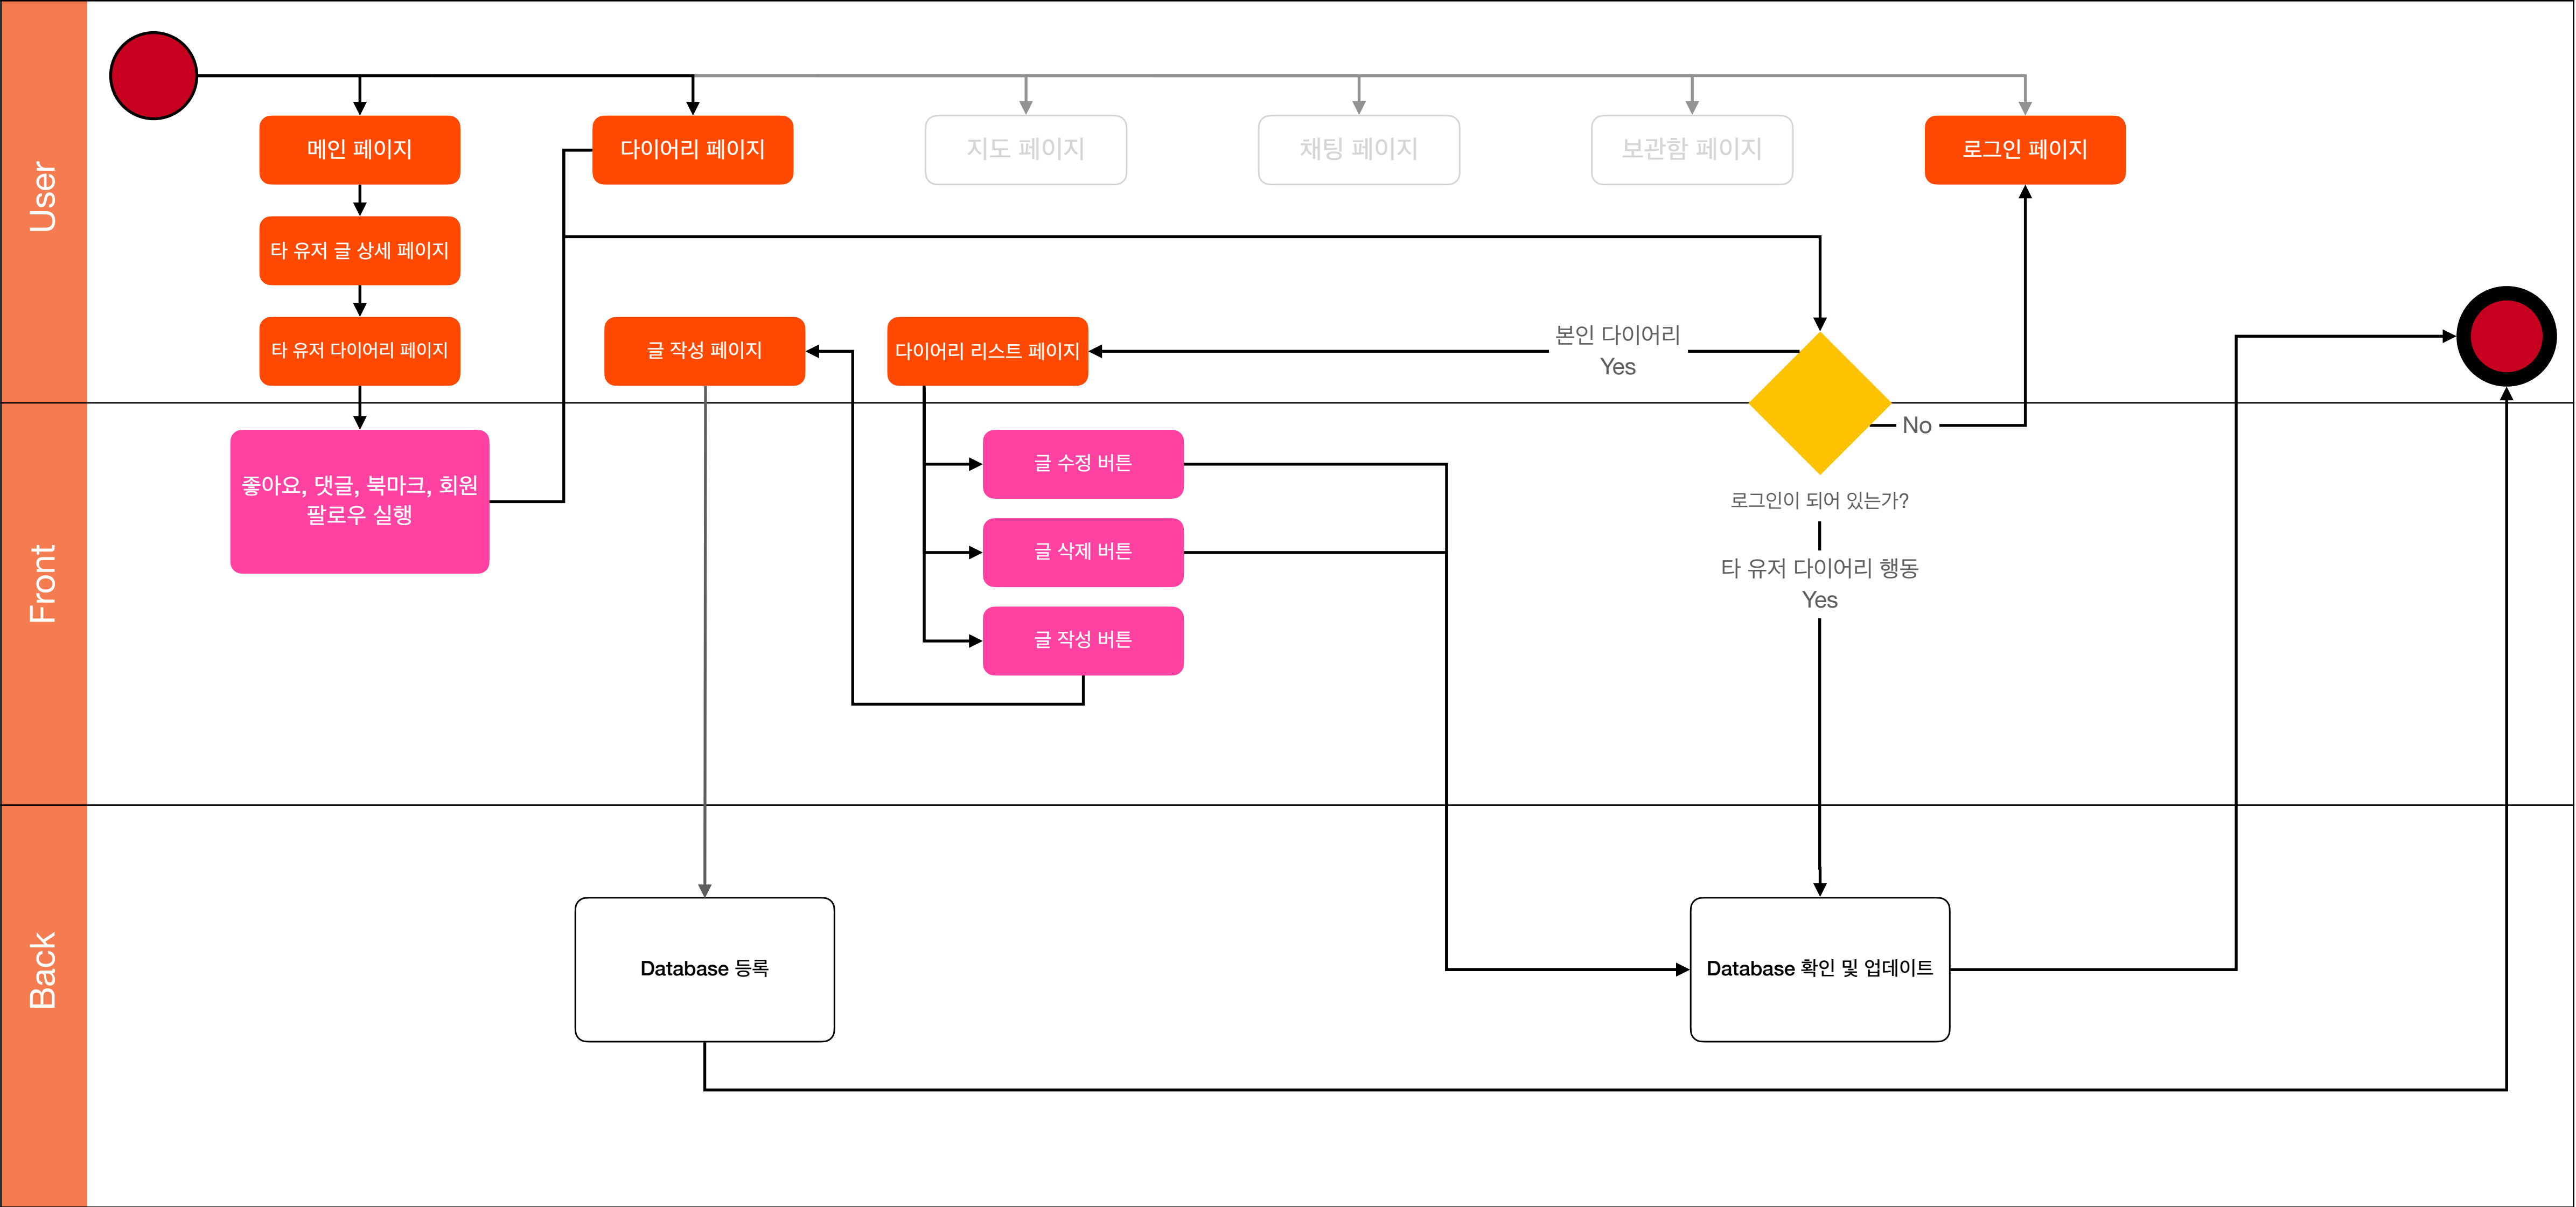 User
메인 페이지
다이어리 페이지
지도 페이지
채팅 페이지
보관함 페이지
로그인 페이지
타 유저 글 상세 페이지
타 유저 다이어리 페이지
글 작성 페이지
다이어리 리스트 페이지
본인 다이어리
Yes
No
Front
좋아요, 댓글, 북마크, 회원
팔로우 실행
글 수정 버튼
글 삭제 버튼
글 작성 버튼
로그인이 되어 있는가?
타 유저 다이어리 행동
Yes
Back
Database 등록
Database 확인 및 업데이트